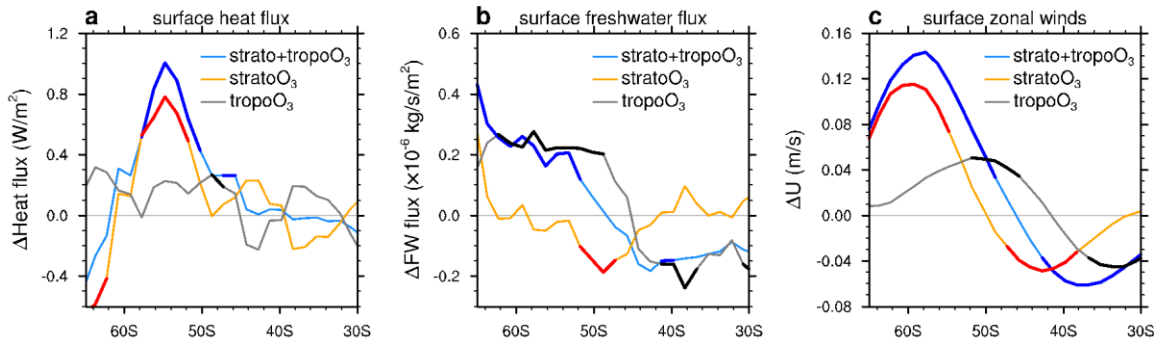 a surface heat flux
ΔHeat flux (W/m²)
1.2
0.8
0.4
0.0
-0.4
strato+tropoO₃
stratoO₃
tropoO₃
60S 50S 40S 30S
b surface freshwater flux
ΔFW flux (×10⁻⁶ kg/s/m²)
0.6
0.4
0.2
0.0
-0.2
strato+tropoO₃
stratoO₃
tropoO₃
60S 50S 40S 30S
c surface zonal winds
ΔU (m/s)
0.16
0.12
0.08
0.04
0.00
-0.04
-0.08
strato+tropoO₃
stratoO₃
tropoO₃
60S 50S 40S 30S